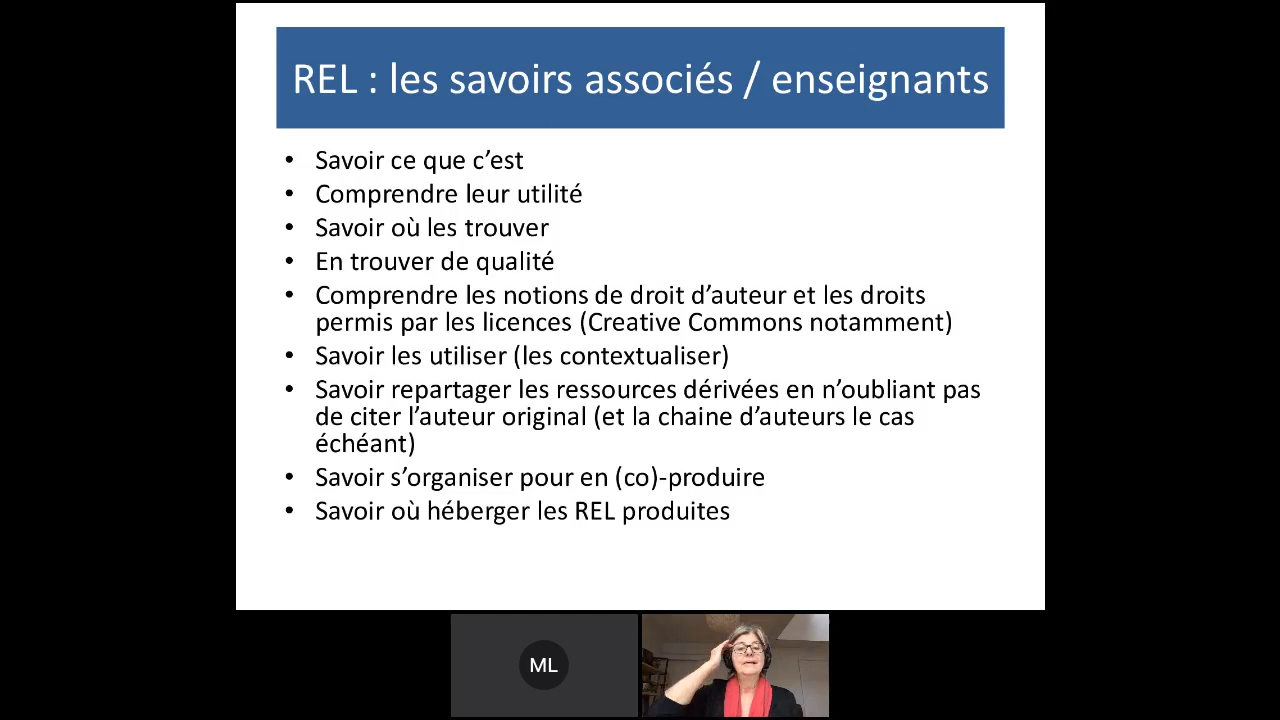 REL : les savoirs associés / enseignants
• Savoir ce que c’est
• Comprendre leur utilité
• Savoir où les trouver
• En trouver de qualité
• Comprendre les notions de droit d’auteur et les droits
permis par les licences (Creative Commons notamment)
• Savoir les utiliser (les contextualiser)
• Savoir repartager les ressources dérivées en n’oubliant pas
de citer l’auteur original (et la chaine d’auteurs le cas
échéant)
• Savoir s’organiser pour en (co)-produire
• Savoir où héberger les REL produites
ML